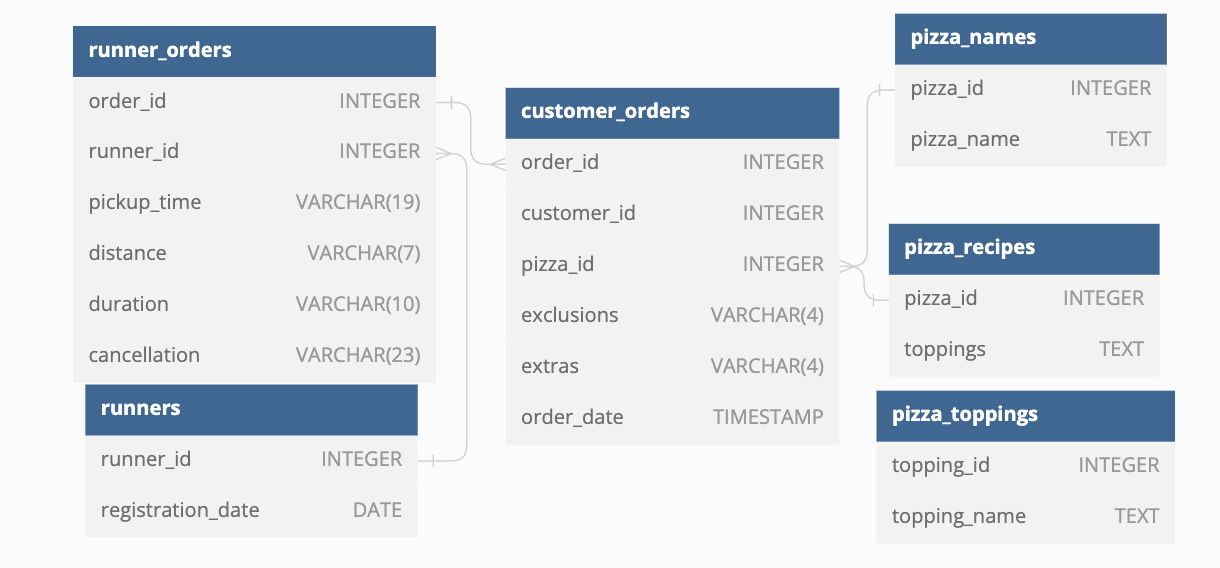 runner_orders
order_id INTEGER
runner_id INTEGER
pickup_time VARCHAR(19)
distance VARCHAR(7)
duration VARCHAR(10)
cancellation VARCHAR(23)
runners
runner_id INTEGER
registration_date DATE
customer_orders
order_id INTEGER
customer_id INTEGER
pizza_id INTEGER
exclusions VARCHAR(4)
extras VARCHAR(4)
order_date TIMESTAMP
pizza_names
pizza_id INTEGER
pizza_name TEXT
pizza_recipes
pizza_id INTEGER
toppings TEXT
pizza_toppings
topping_id INTEGER
topping_name TEXT